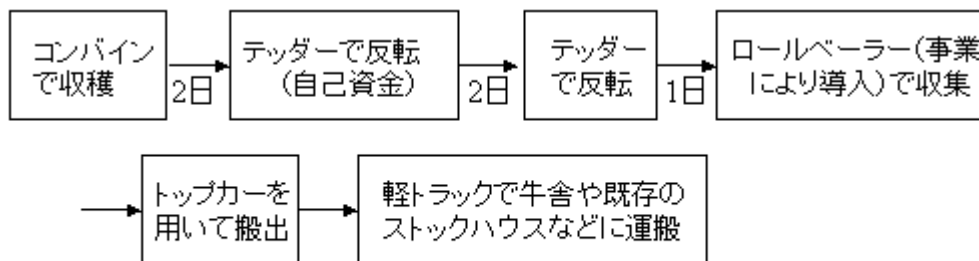 コンバイン
で収穫
2日
テッダーで反転
(自己資金)
2日
テッダー
で反転
1日
ロールベーラー(事業
により導入)で収集
トップカーを
用いて搬出
軽トラックで牛舎や既存の
ストックハウスなどに運搬